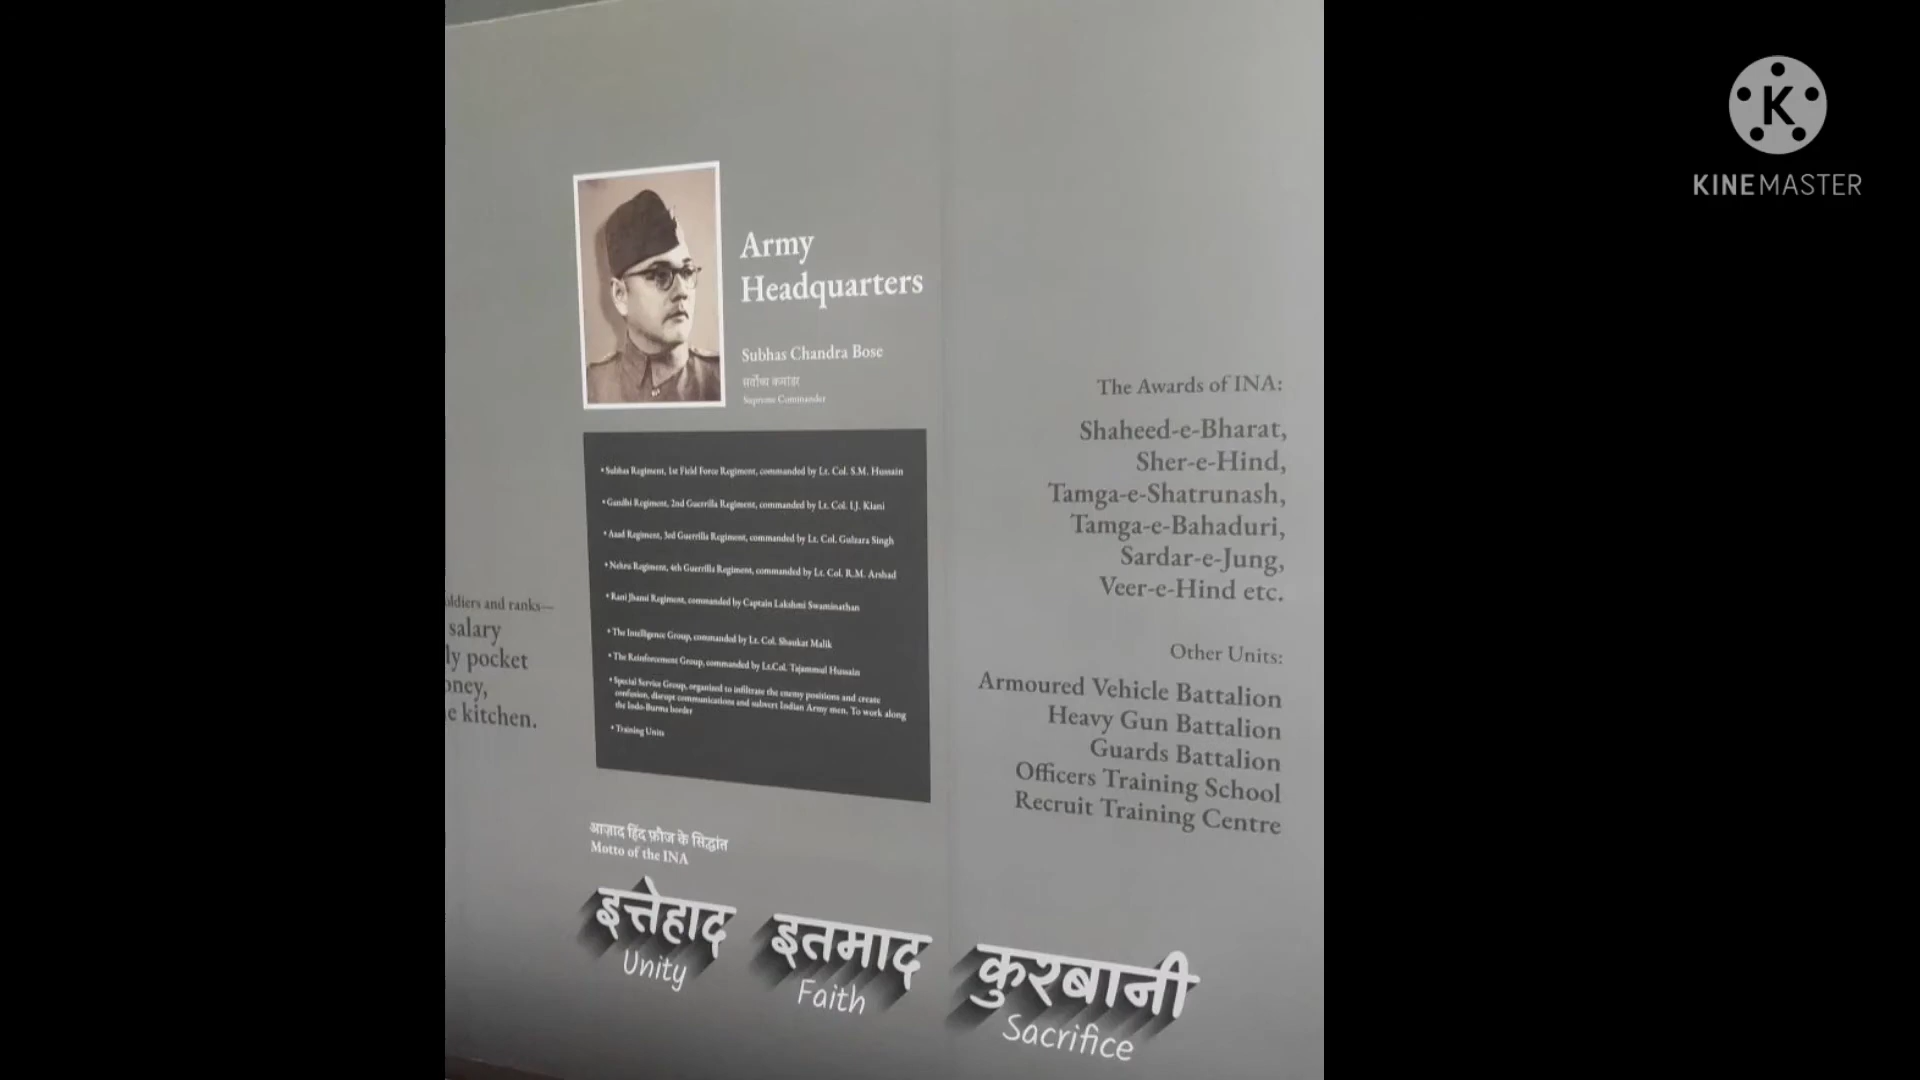 KINEMASTER
Army
Headquarters
Subhas Chandra Bose
सर्वोच्च कमांडर
Supreme Commander
• Subhas Regiment, 1st Field Force Regiment, commanded by Lt. Col. S.M. Hussain
• Gandhi Regiment, 2nd Guerrilla Regiment, commanded by Lt. Col. I.J. Kiani
• Azad Regiment, 3rd Guerrilla Regiment, commanded by Lt. Col. Gulzara Singh
• Nehru Regiment, 4th Guerrilla Regiment, commanded by Lt. Col. R.M. Arshad
• Rani Jhansi Regiment, commanded by Captain Lakshmi Swaminathan
• The Intelligence Group, commanded by Lt. Col. Shaukat Malik
• The Reinforcement Group, commanded by Lt.Col. Tajammul Hussain
• Special Service Group, organised to infiltrate the enemy positions and create
confusion, disrupt communications and subvert Indian Army men. To work along
the Indo-Burma border
• Training Units
and ranks—
salary
pocket
kitchen.
The Awards of INA:
Shaheed-e-Bharat,
Sher-e-Hind,
Tamga-e-Shatrunash,
Tamga-e-Bahaduri,
Sardar-e-Jung,
Veer-e-Hind etc.
Other Units:
Armoured Vehicle Battalion
Heavy Gun Battalion
Guards Battalion
Officers Training School
Recruit Training Centre
आज़ाद हिंद फ़ौज के सिद्धांत
Motto of the INA
इत्तेहाद इतमाद कुरबानी
Unity Faith Sacrifice